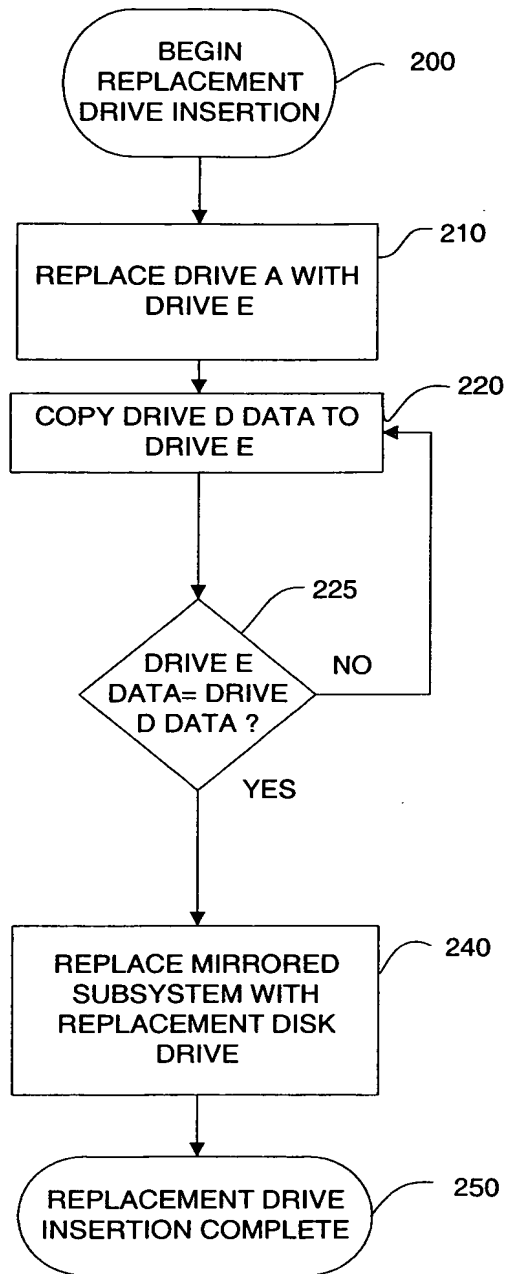 BEGIN
REPLACEMENT
DRIVE INSERTION
200
210
REPLACE DRIVE A WITH
DRIVE E
220
COPY DRIVE D DATA TO
DRIVE E
225
DRIVE E
DATA= DRIVE
D DATA ?
NO
YES
240
REPLACE MIRRORED
SUBSYSTEM WITH
REPLACEMENT DISK
DRIVE
250
REPLACEMENT DRIVE
INSERTION COMPLETE